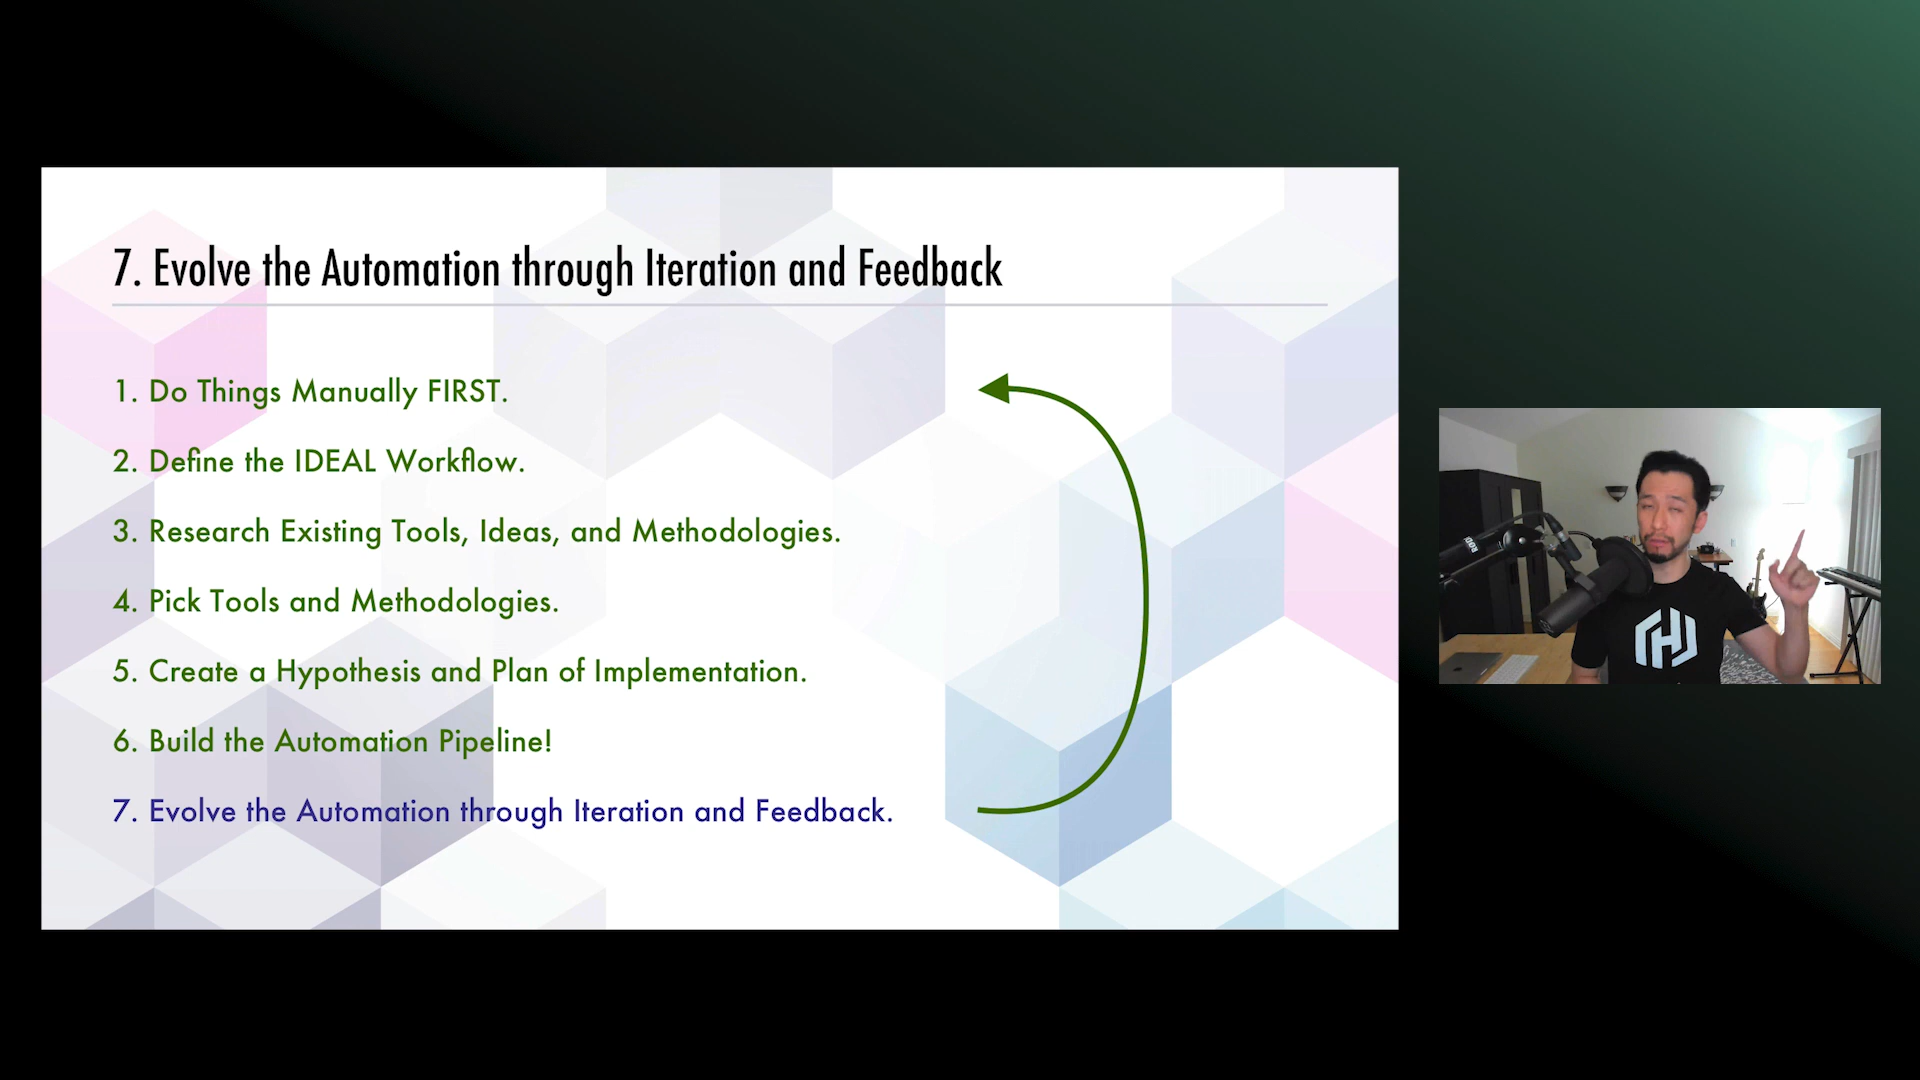 7. Evolve the Automation through Iteration and Feedback
1. Do Things Manually FIRST.
2. Define the IDEAL Workflow.
3. Research Existing Tools, Ideas, and Methodologies.
4. Pick Tools and Methodologies.
5. Create a Hypothesis and Plan of Implementation.
6. Build the Automation Pipeline!
7. Evolve the Automation through Iteration and Feedback.
RODE